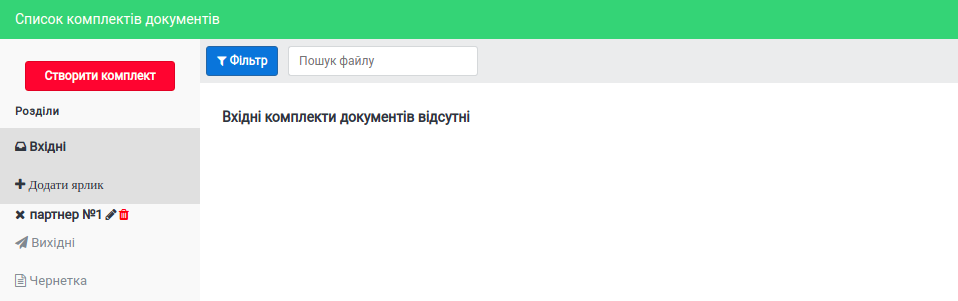 Список комплектів документів
Створити комплект
Фільтр
Пошук файлу
Розділи
Вхідні комплекти документів відсутні
Вхідні
Додати ярлик
партнер №1
Вихідні
Чернетка